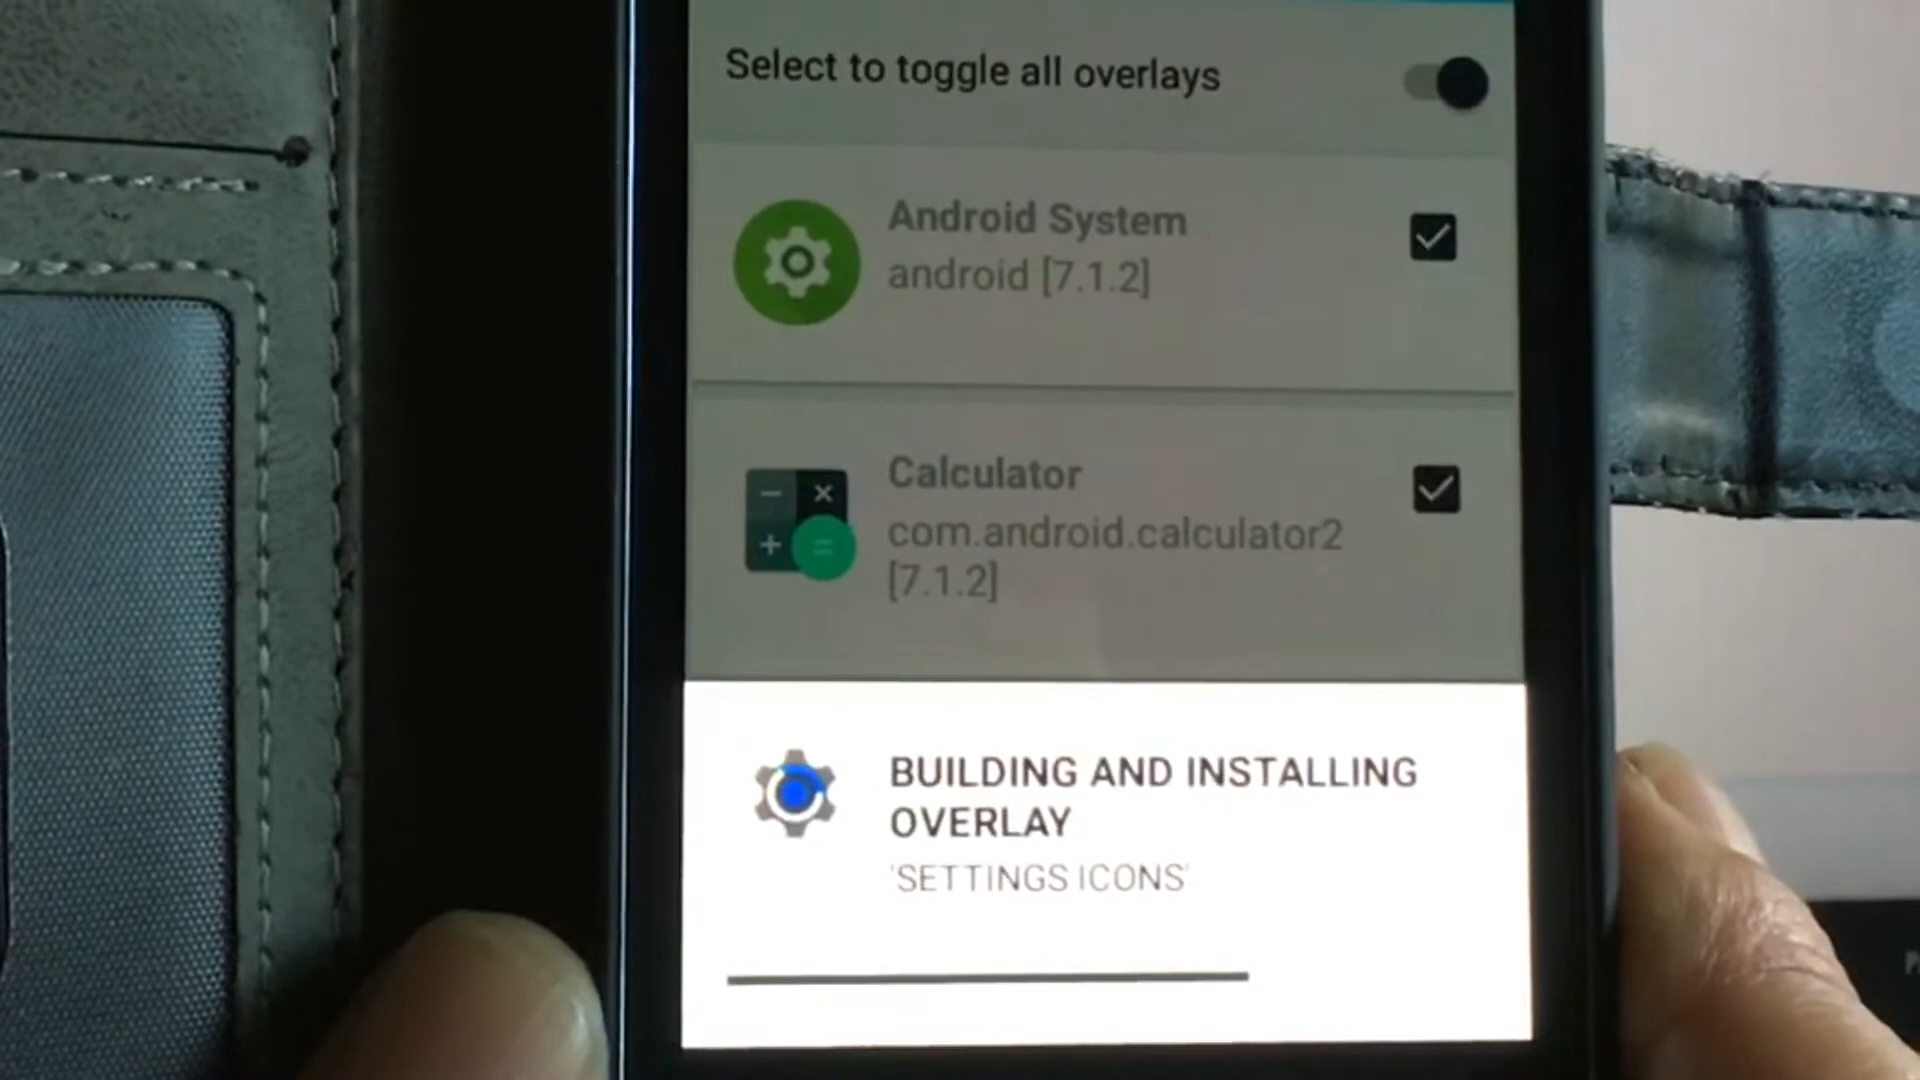 Select to toggle all overlays
Android System
android [7.1.2]
Calculator
com.android.calculator2
[7.1.2]
BUILDING AND INSTALLING
OVERLAY
'SETTINGS ICONS'